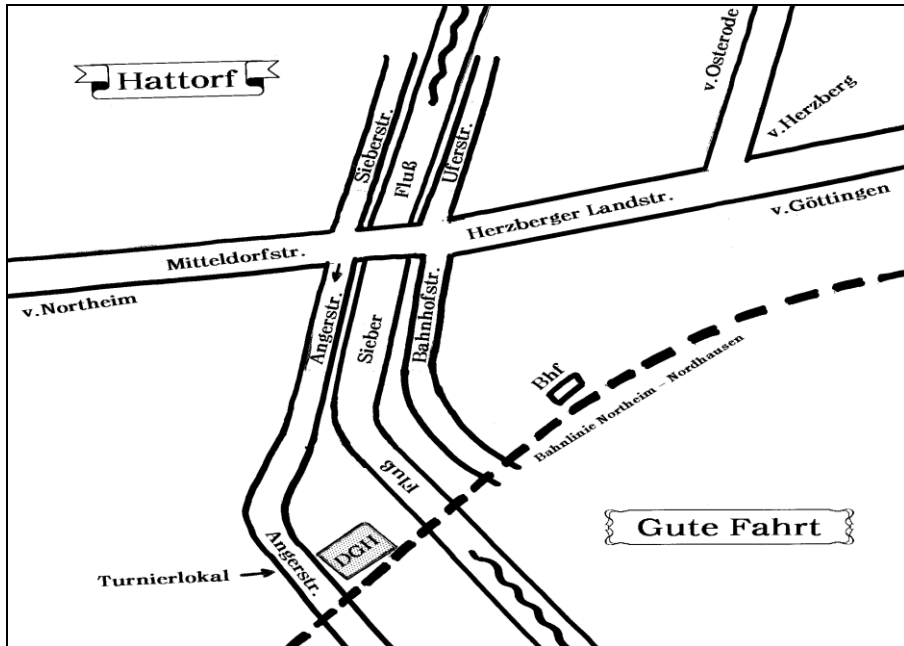 Hattorf
v.Osterode
v.Herzberg
Sieberstr.
Fluß
Uferstr.
Herzberger Landstr.
v.Göttingen
Mitteldorfstr.
v.Northeim
Angerstr.
Sieber
Bahnhofstr.
Bhf
Bahnlinie Northeim – Nordhausen
Fluß
Gute Fahrt
DGH
Angerstr.
Turnierlokal